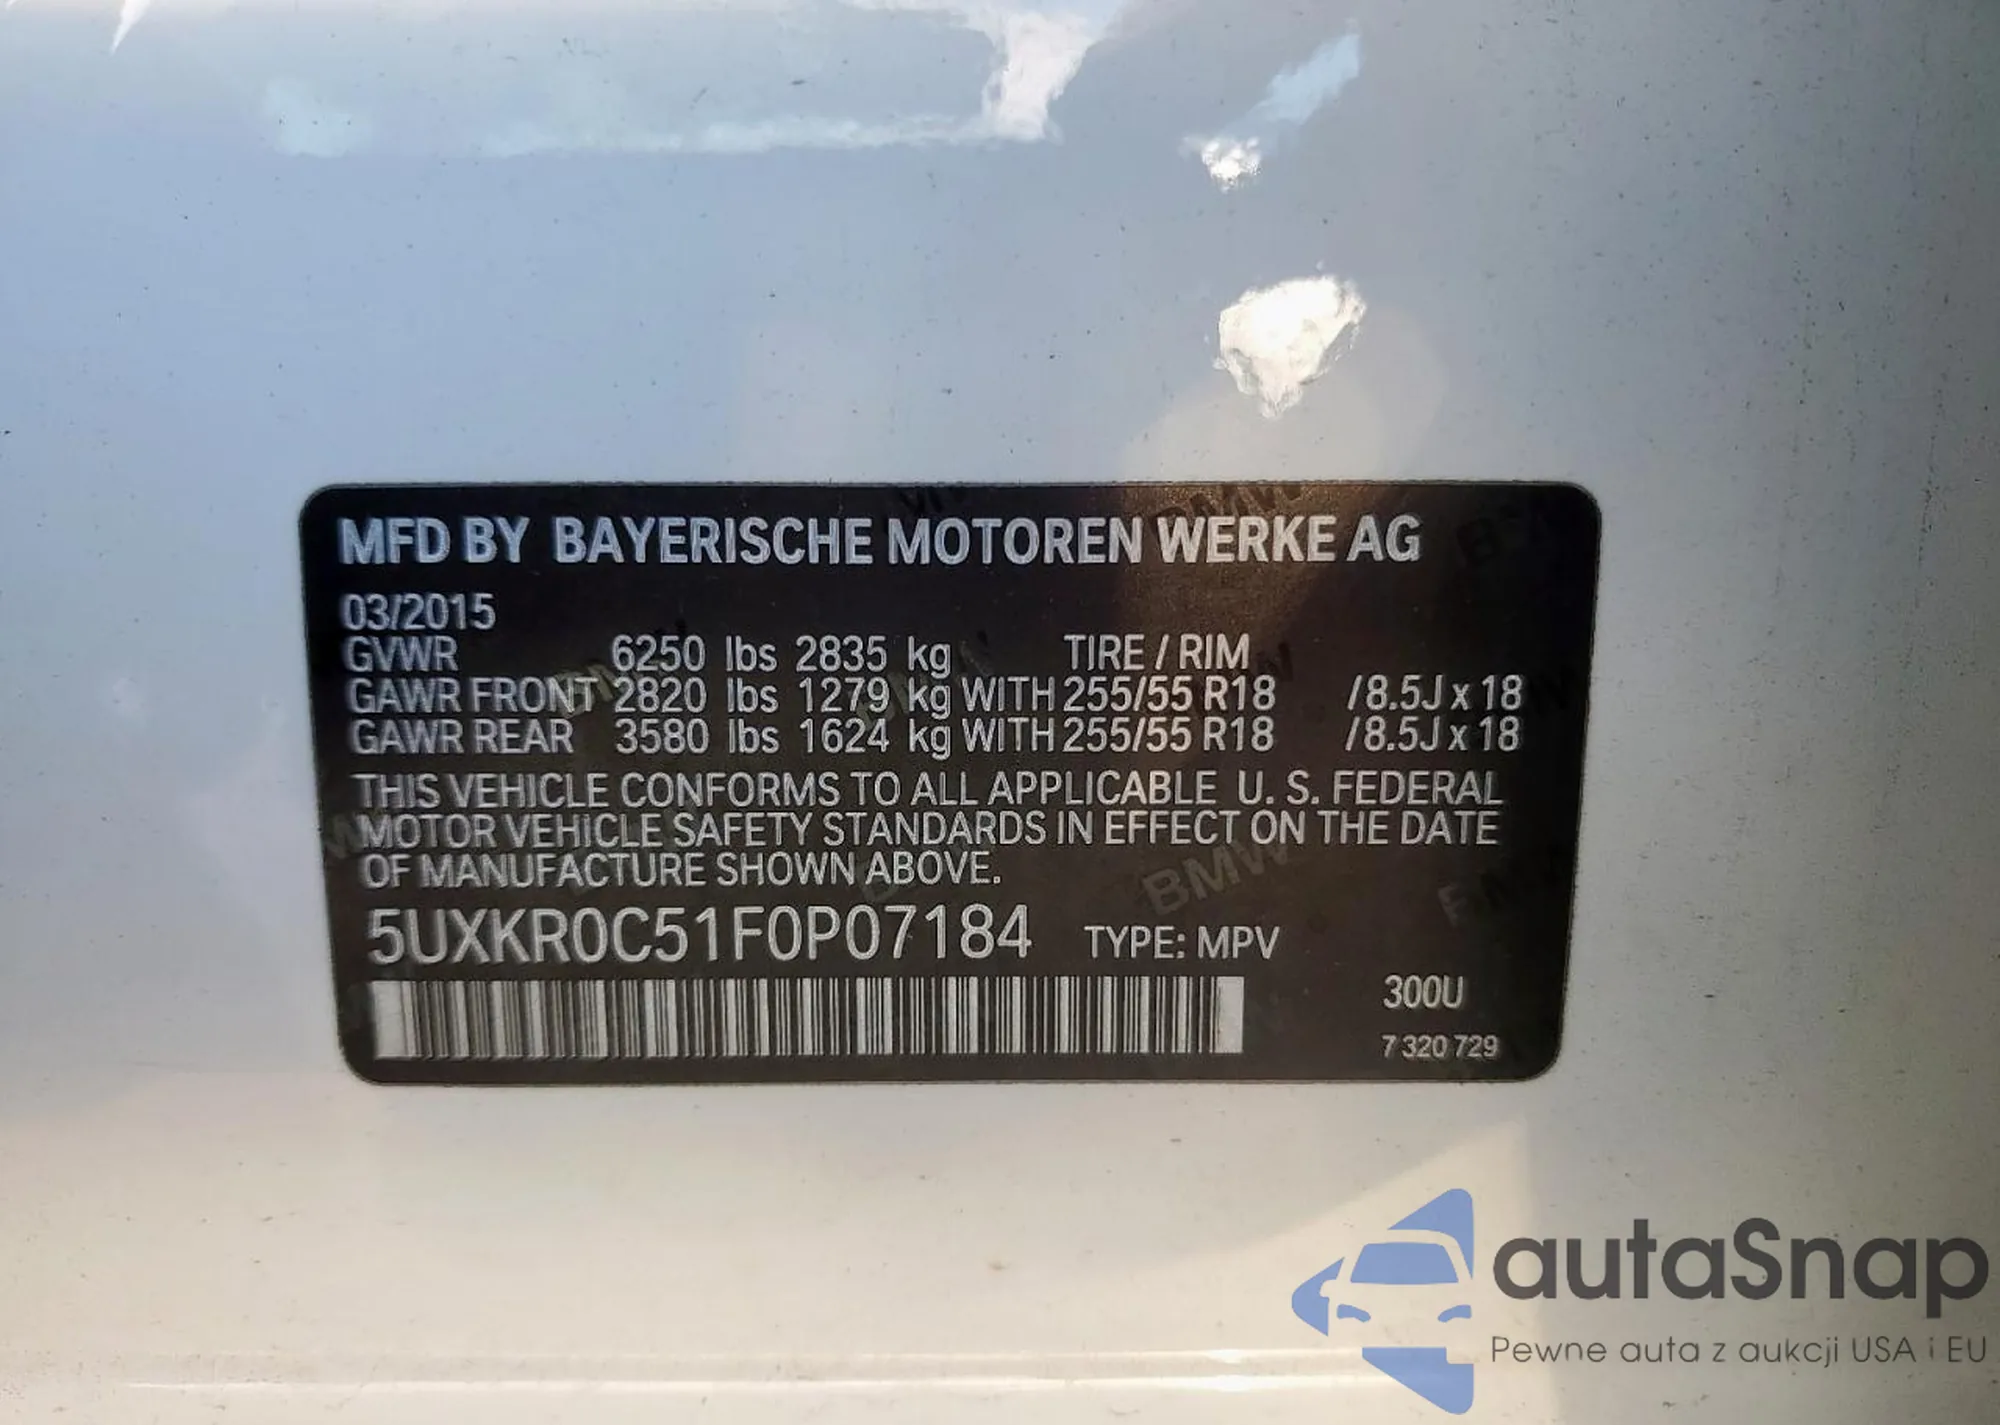 MFD BY BAYERISCHE MOTOREN WERKE AG
03/2015
GVWR 6250 lbs 2835 kg TIRE / RIM
GAWR FRONT 2820 lbs 1279 kg WITH 255/55 R18 /8.5J x 18
GAWR REAR 3580 lbs 1624 kg WITH 255/55 R18 /8.5J x 18
THIS VEHICLE CONFORMS TO ALL APPLICABLE U. S. FEDERAL
MOTOR VEHICLE SAFETY STANDARDS IN EFFECT ON THE DATE
OF MANUFACTURE SHOWN ABOVE.
5UXKR0C51F0P07184 TYPE: MPV
300U
7 320 729
autaSnap
Pewne auta z aukcji USA i EU